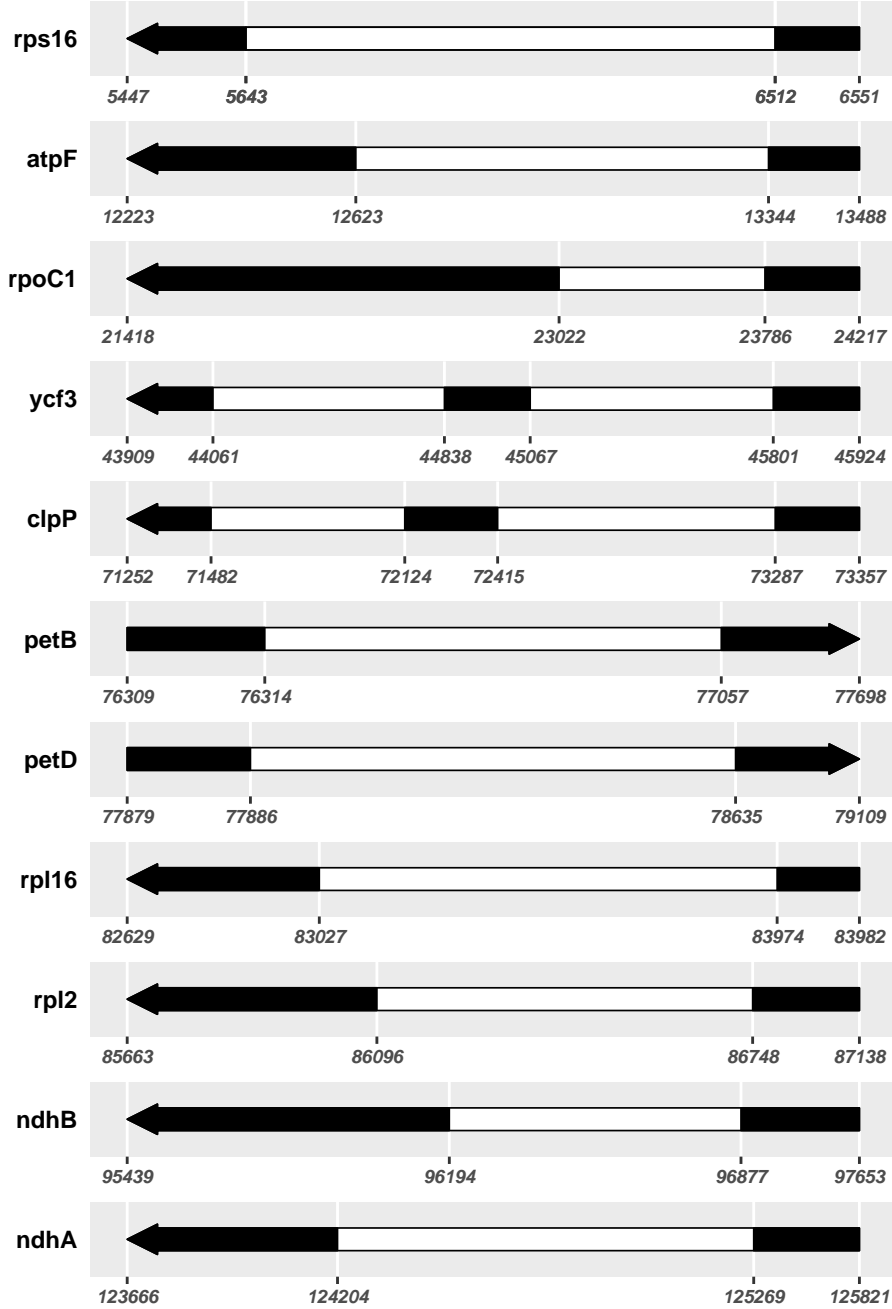 rps16
5447 5643 6512 6551
atpF
12223 12623 13344 13488
rpoC1
21418 23022 23786 24217
ycf3
43909 44061 44838 45067 45801 45924
clpP
71252 71482 72124 72415 73287 73357
petB
76309 76314 77057 77698
petD
77879 77886 78635 79109
rpl16
82629 83027 83974 83982
rpl2
85663 86096 86748 87138
ndhB
95439 96194 96877 97653
ndhA
123666 124204 125269 125821